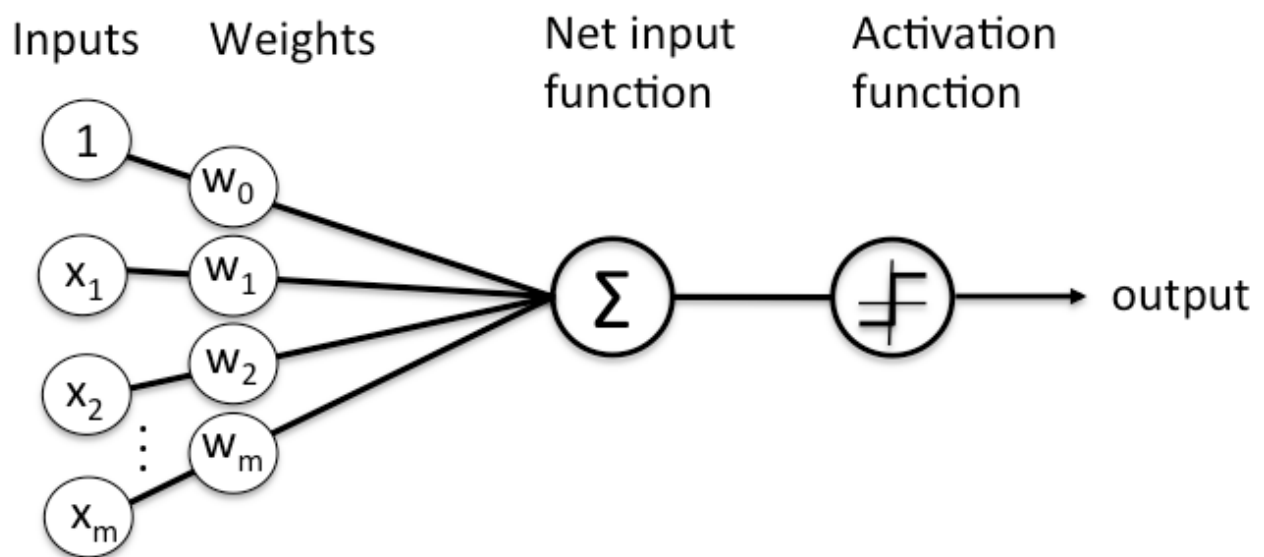 Inputs
Weights
Net input
function
Activation
function
1
w₀
x₁
w₁
x₂
w₂
⋮
xₘ
wₘ
Σ
output